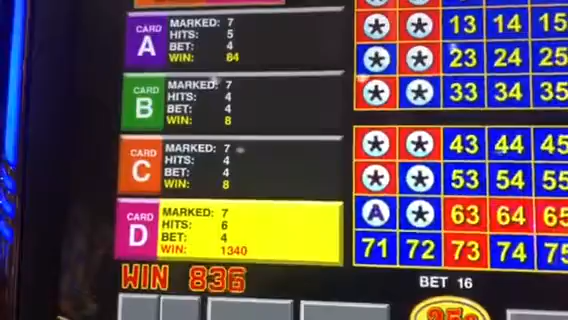 CARD A
MARKED: 7
HITS: 5
BET: 4
WIN: 84
CARD B
MARKED: 7
HITS: 4
BET: 4
WIN: 8
CARD C
MARKED: 7
HITS: 4
BET: 4
WIN: 8
CARD D
MARKED: 7
HITS: 6
BET: 4
WIN: 1340
WIN 836
13 14 15
23 24 25
33 34 35
43 44 45
53 54 55
A 63 64 65
71 72 73 74 75
BET 16
25¢